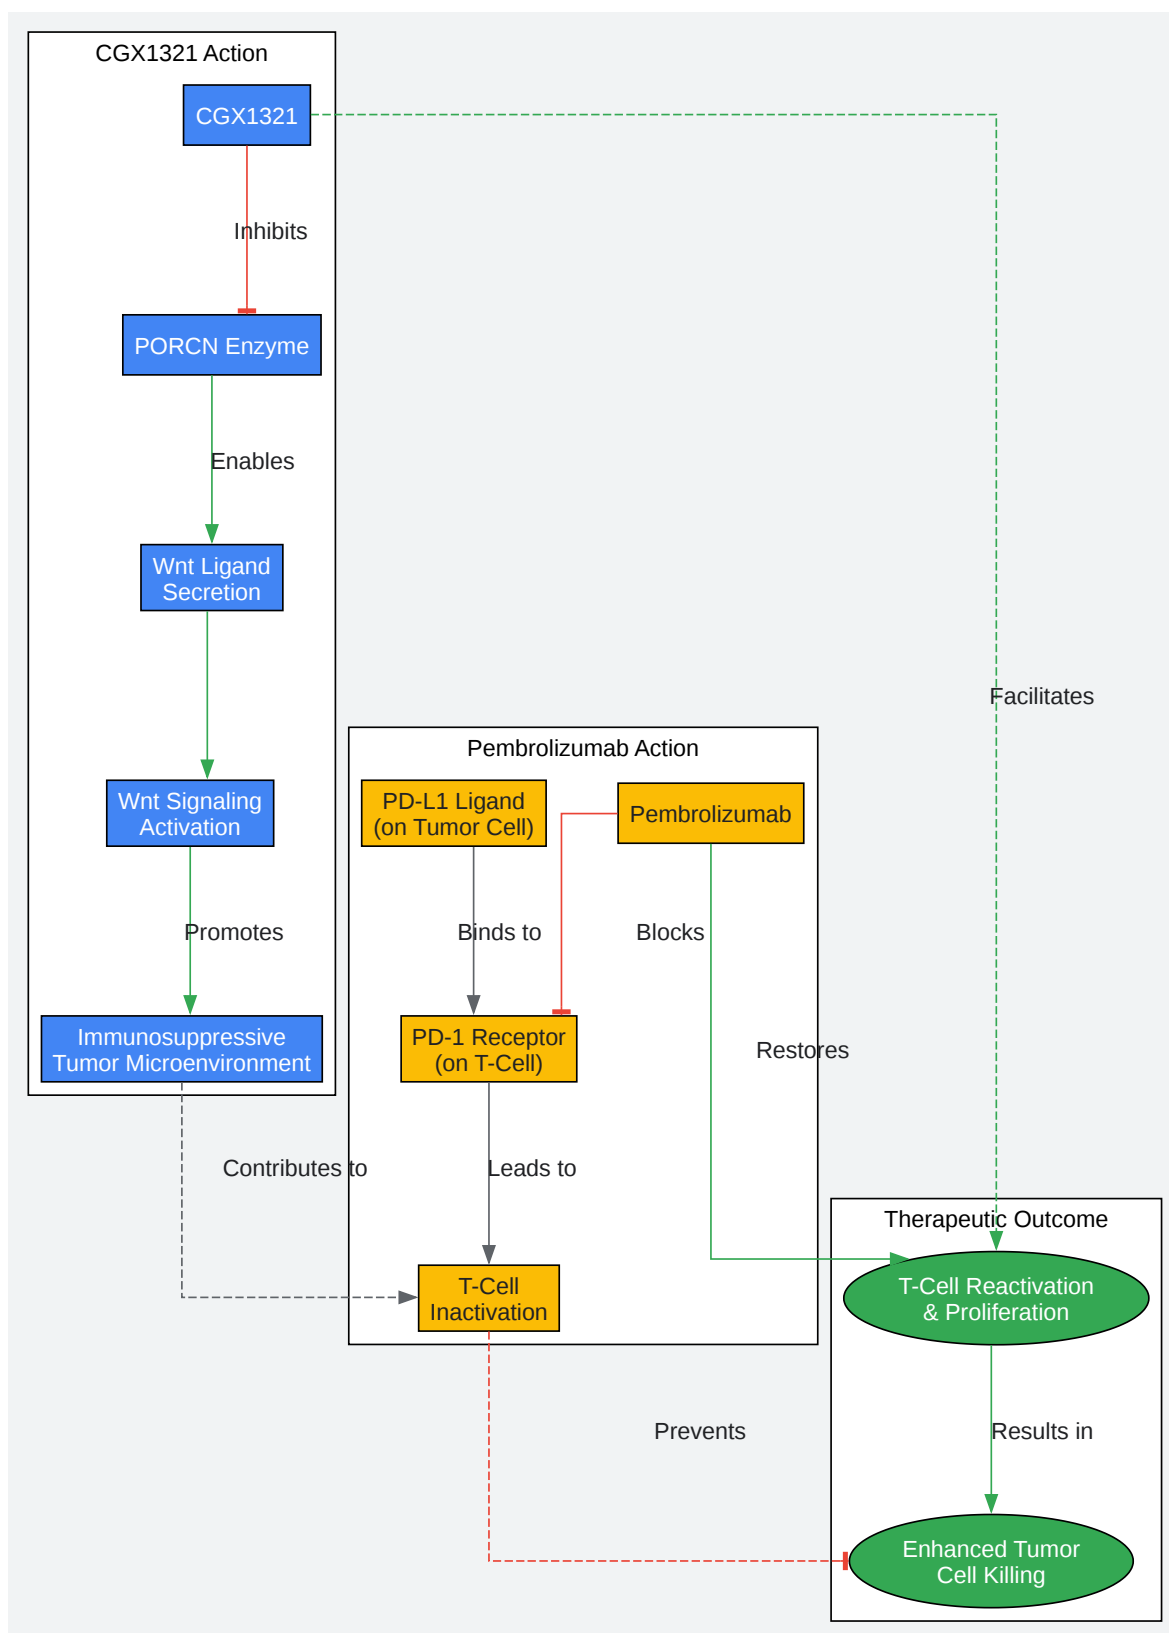 CGX1321 Action
CGX1321
Inhibits
PORCN Enzyme
Enables
Wnt Ligand
Secretion
Facilitates
Pembrolizumab Action
Wnt Signaling
Activation
PD-L1 Ligand
(on Tumor Cell)
Pembrolizumab
Promotes
Binds to
Blocks
Immunosuppressive
Tumor Microenvironment
PD-1 Receptor
(on T-Cell)
Restores
Contributes to
Leads to
Therapeutic Outcome
T-Cell
Inactivation
T-Cell Reactivation
& Proliferation
Prevents
Results in
Enhanced Tumor
Cell Killing